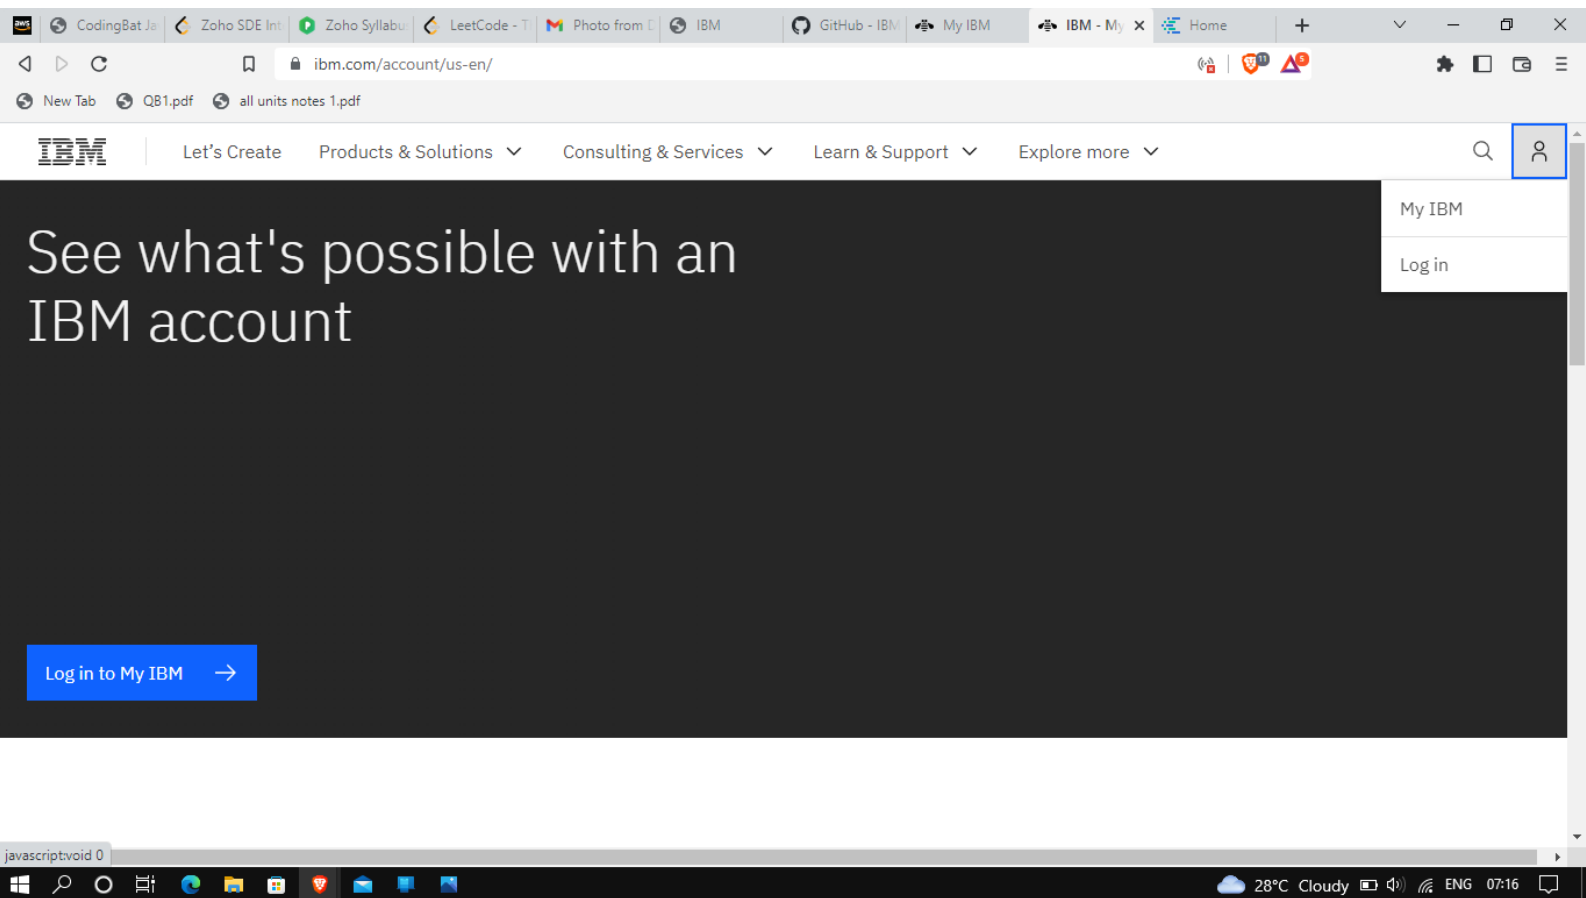 aws CodingBat Ja Zoho SDE Int Zoho Syllabu LeetCode - T Photo from D IBM GitHub - IBM My IBM IBM - My Home
ibm.com/account/us-en/ 11 5
New Tab QB1.pdf all units notes 1.pdf
IBM Let's Create Products & Solutions Consulting & Services Learn & Support Explore more
My IBM
Log in
See what's possible with an
IBM account
Log in to My IBM →
javascript:void 0
28°C Cloudy ENG 07:16